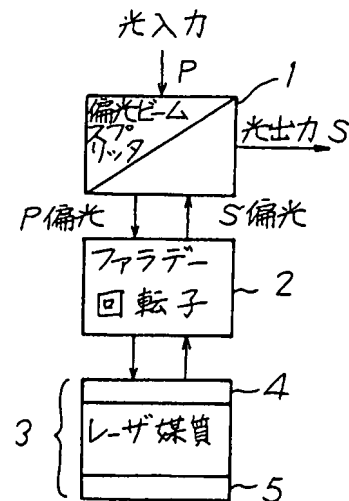 光入力
P
1
偏光ビーム
スプ
リッタ
光出力 S
P偏光
S偏光
ファラデー
回転子
2
3
4
レーザ媒質
5